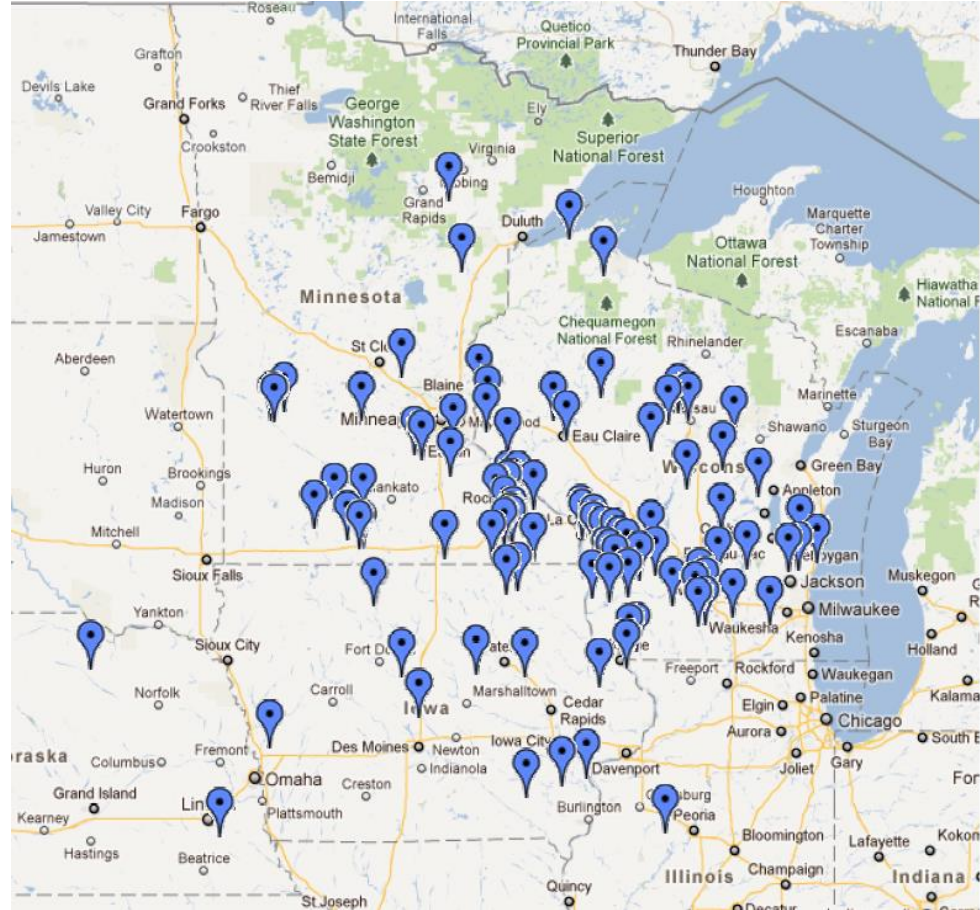 Roseau
International
Falls
Quetico
Provincial Park
Thunder Bay
Grafton
Devils Lake
Thief
River Falls
Grand Forks
Crookston
George
Washington
State Forest
Ely
Superior
National Forest
Virginia
Bemidji
Grand
Rapids
Houghton
Valley City
Fargo
Jamestown
Duluth
Marquette
Charter
Township
Ottawa
National Forest
Hiawatha
National F
Minnesota
Chequamegon
National Forest
Rhinelander
Escanaba
Aberdeen
St Cl
Blaine
Marinette
Watertown
Minnea
Eau Claire
Shawano
Sturgeon
Bay
Huron
Brookings
Green Bay
Madison
Appleton
Mitchell
Sioux Falls
Jackson
Muskegon
Milwaukee
Yankton
Waukesha
Kenosha
Holland
Sioux City
Freeport
Rockford
Waukegan
Norfolk
Carroll
Marshalltown
Elgin
Palatine
Kalama
Iowa
Cedar
Rapids
Aurora
Chicago
South B
raska
Columbus
Fremont
Des Moines
Newton
Iowa City
Indianola
Davenport
Joliet
Gary
Omaha
Creston
Grand Island
Plattsmouth
Burlington
Kearney
Peoria
Hastings
Beatrice
Bloomington
Lafayette
Kokon
Champaign
Illinois
Indiana
St Joseph
Quincy
Decatur